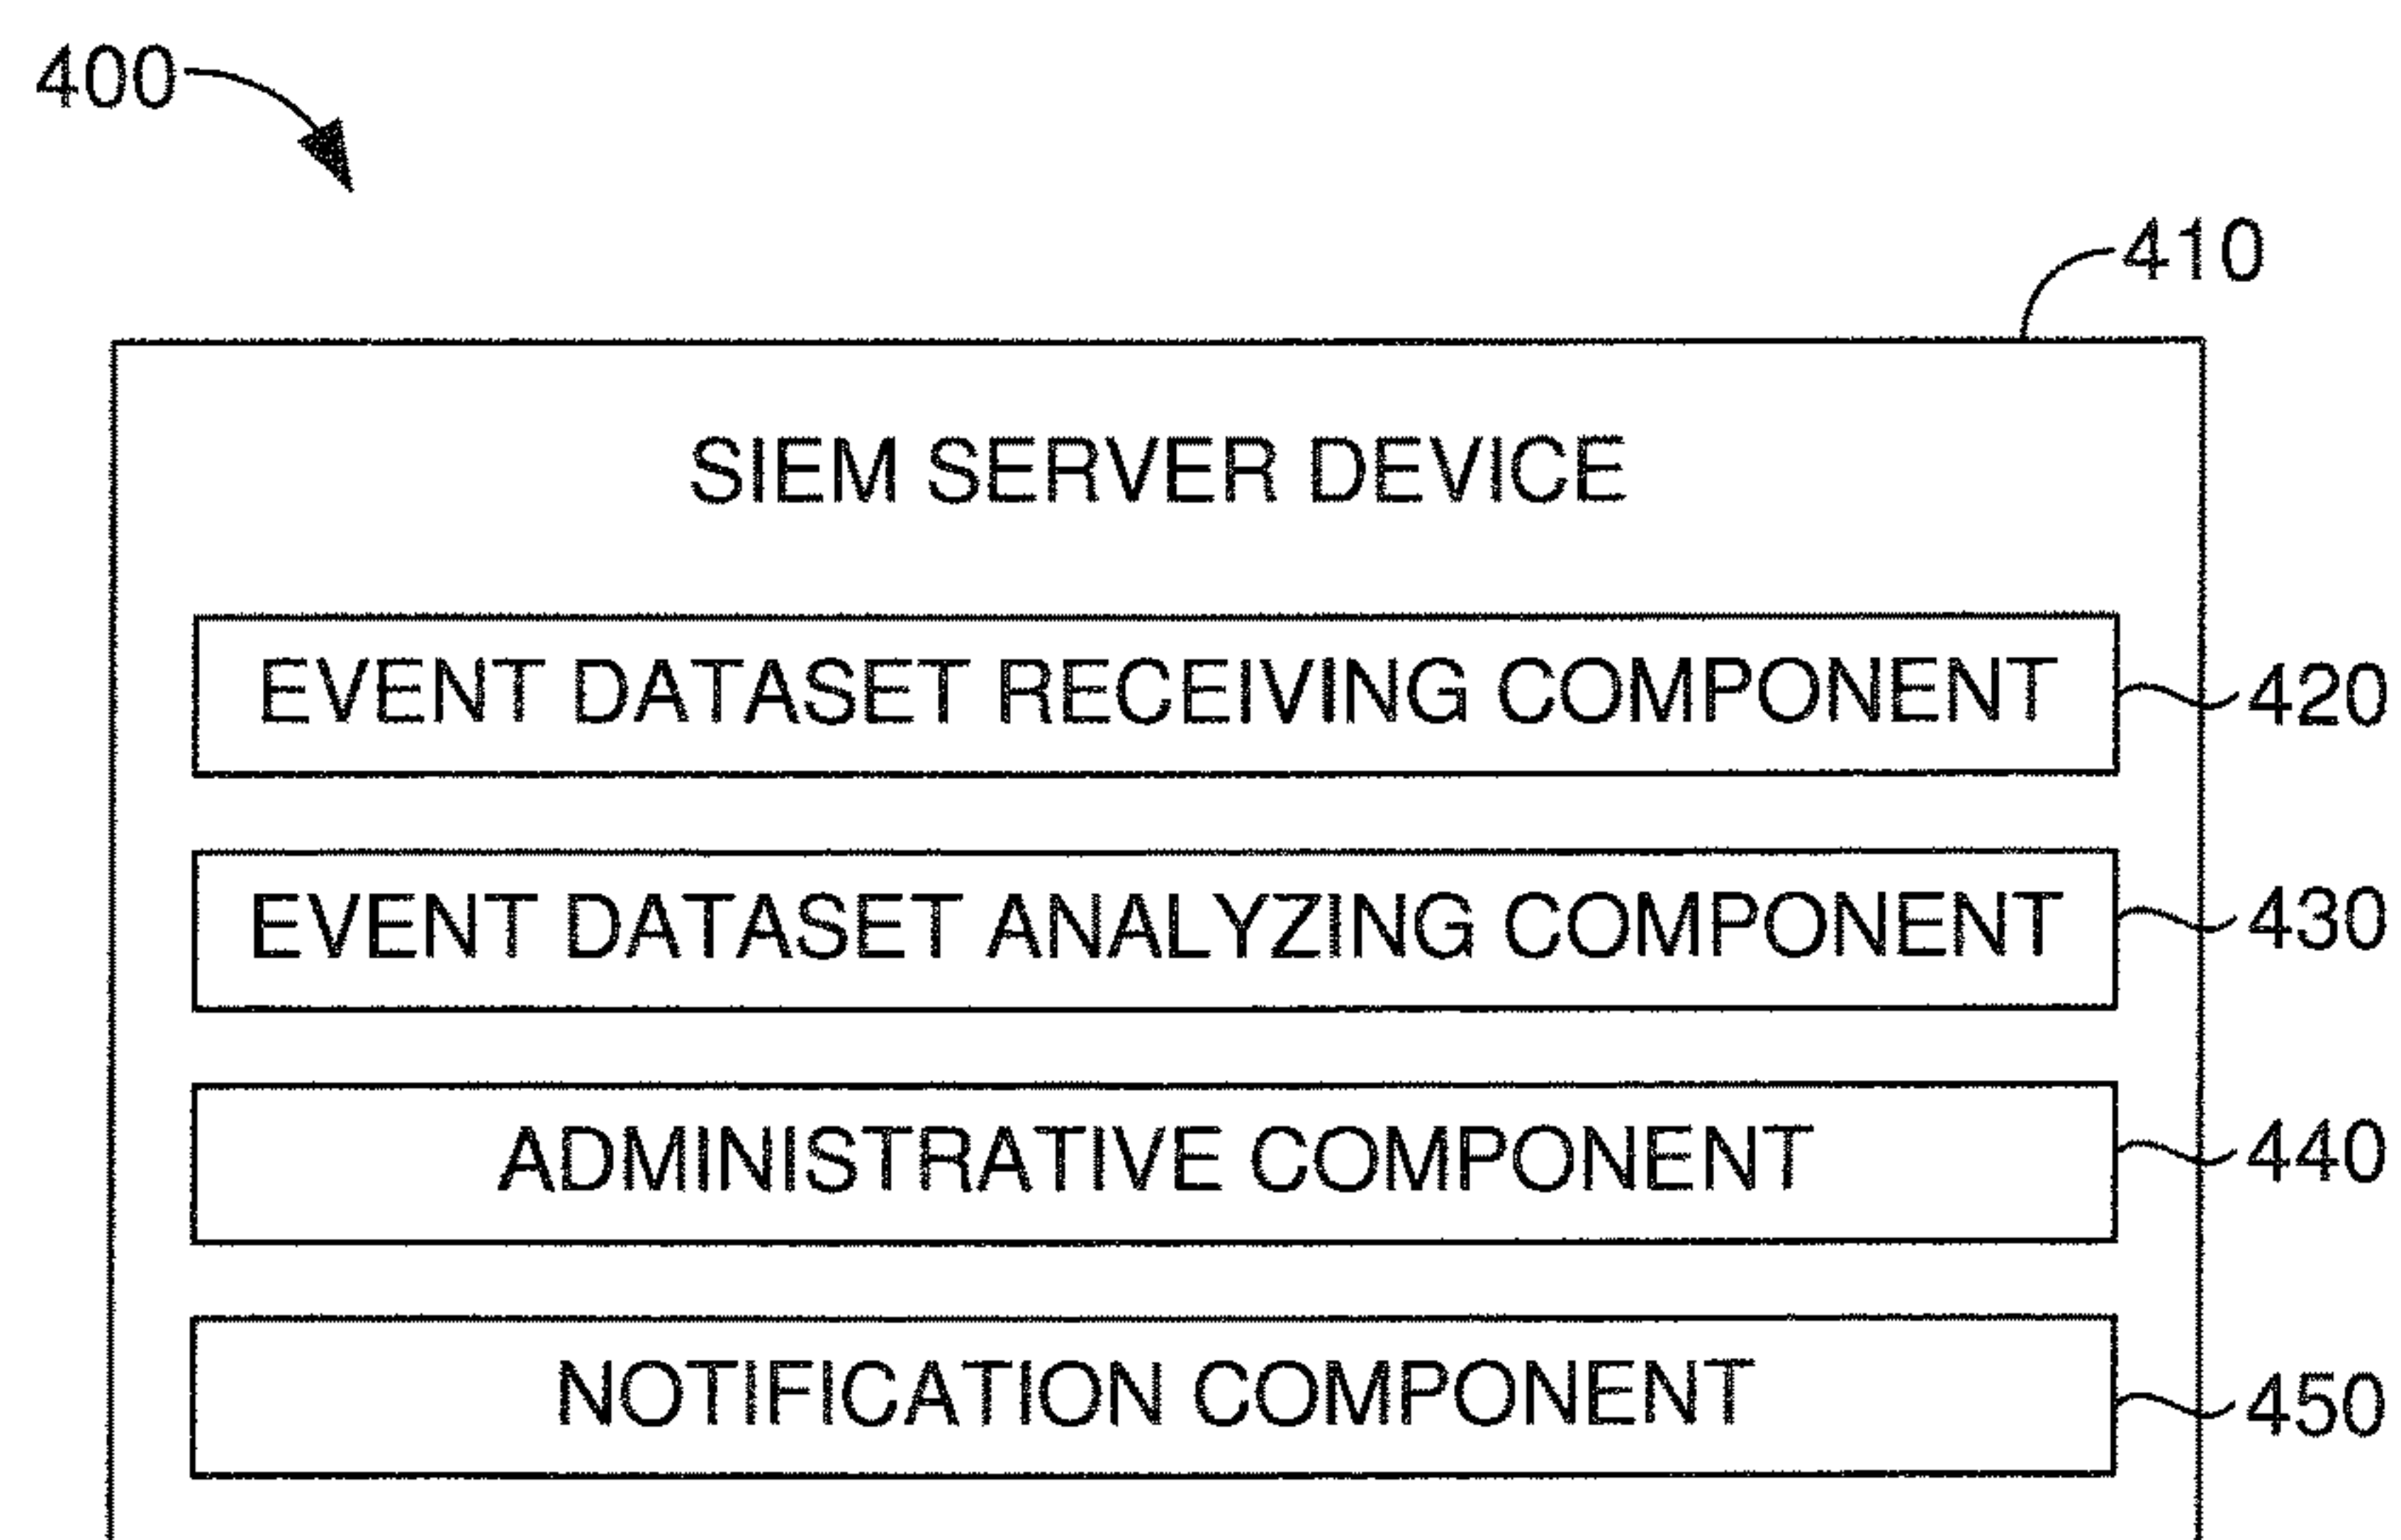 400
410
SIEM SERVER DEVICE
EVENT DATASET RECEIVING COMPONENT
420
EVENT DATASET ANALYZING COMPONENT
430
ADMINISTRATIVE COMPONENT
440
NOTIFICATION COMPONENT
450